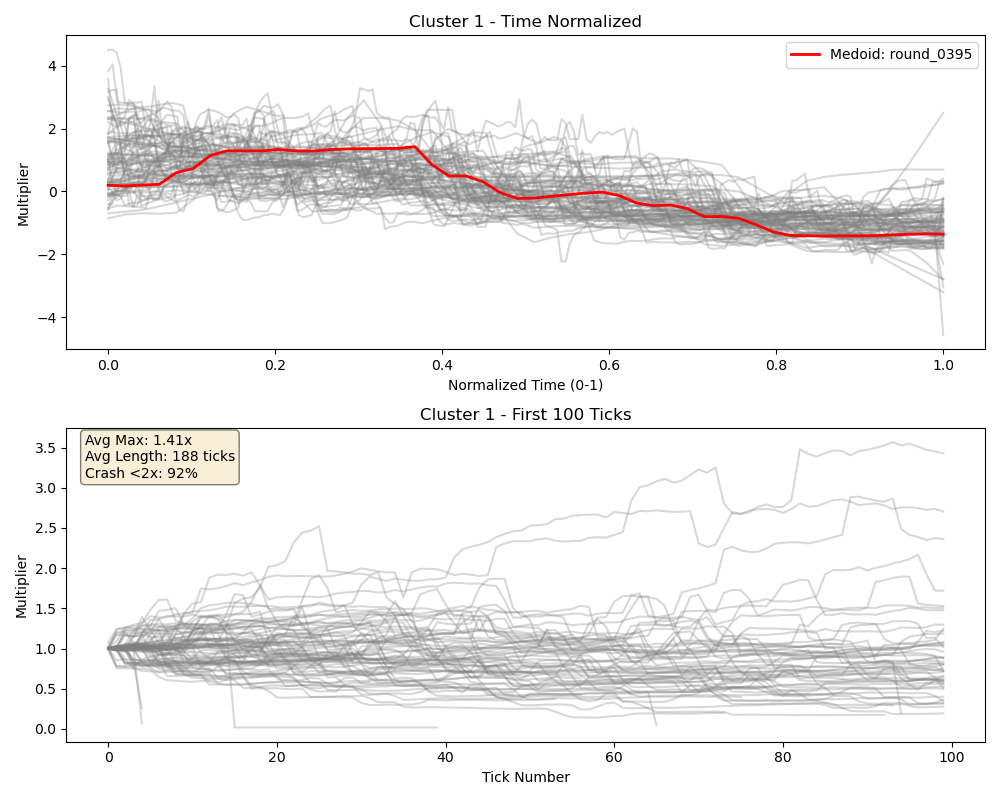 Cluster 1 - Time Normalized
Medoid: round_0395
Multiplier
4
2
0
−2
−4
0.0 0.2 0.4 0.6 0.8 1.0
Normalized Time (0-1)
Cluster 1 - First 100 Ticks
Avg Max: 1.41x
Avg Length: 188 ticks
Crash <2x: 92%
Multiplier
3.5
3.0
2.5
2.0
1.5
1.0
0.5
0.0
0 20 40 60 80 100
Tick Number